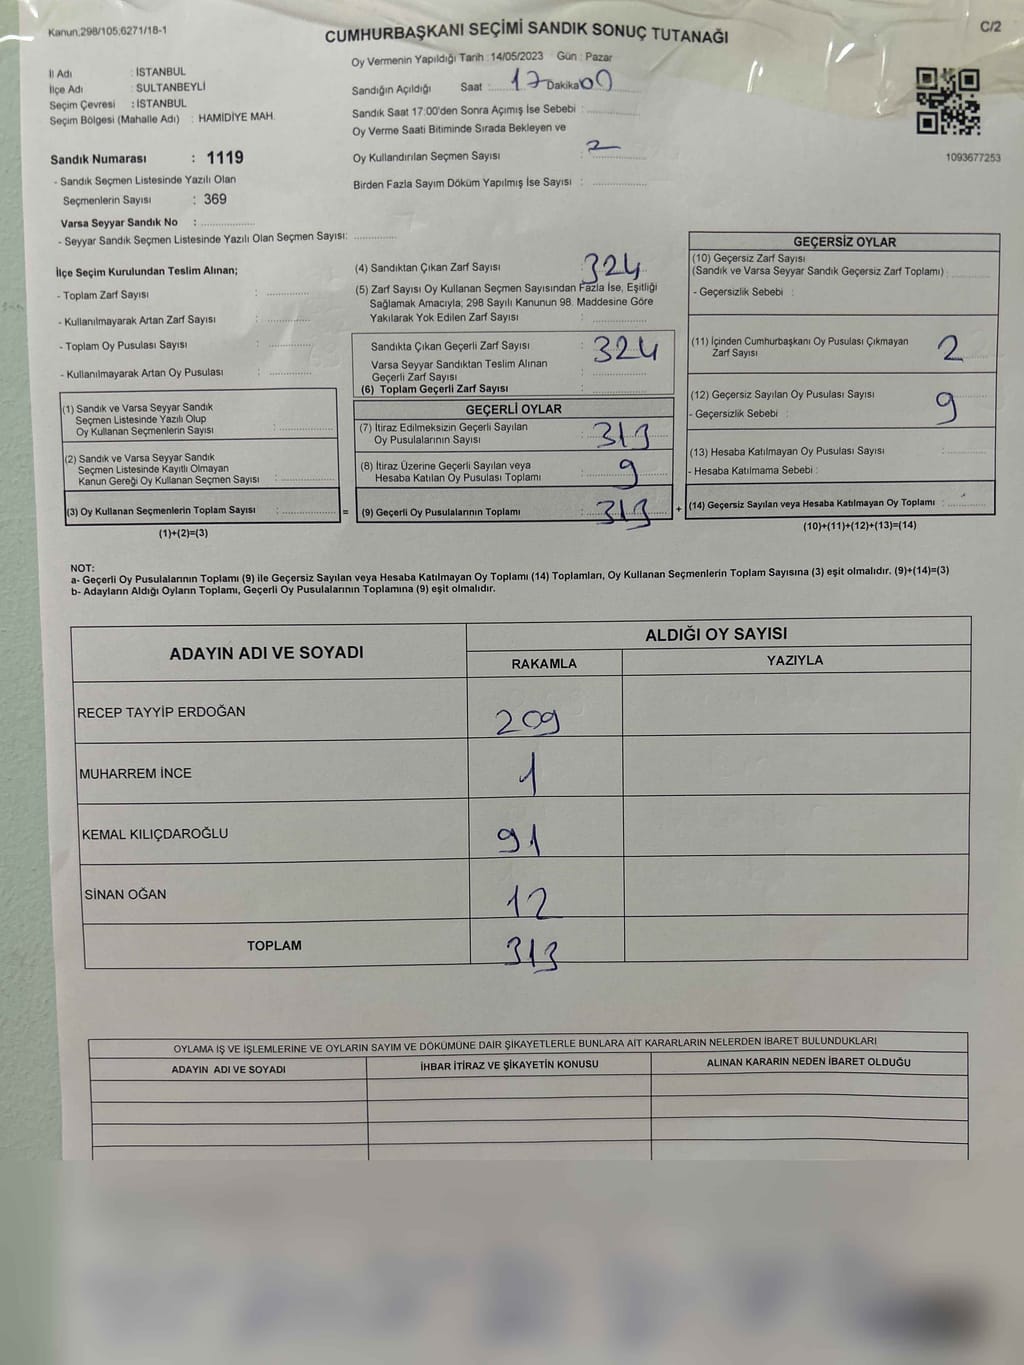 Kanun,298/105,6271/18-1
CUMHURBAŞKANI SEÇİMİ SANDIK SONUÇ TUTANAĞI
C/2
İl Adı : İSTANBUL
İlçe Adı : SULTANBEYLİ
Seçim Çevresi : İSTANBUL
Seçim Bölgesi (Mahalle Adı) : HAMİDİYE MAH.
Sandık Numarası : 1119
- Sandık Seçmen Listesinde Yazılı Olan
Seçmenlerin Sayısı : 369
Varsa Seyyar Sandık No :
- Seyyar Sandık Seçmen Listesinde Yazılı Olan Seçmen Sayısı:
Oy Vermenin Yapıldığı Tarih :14/05/2023 Gün : Pazar
Sandığın Açıldığı Saat 17 Dakika 00
Sandık Saat 17:00'den Sonra Açımış İse Sebebi :
Oy Verme Saati Bitiminde Sırada Bekleyen ve
Oy Kullandırılan Seçmen Sayısı : 2
Birden Fazla Sayım Döküm Yapılmış İse Sayısı :
1093677253
İlçe Seçim Kurulundan Teslim Alınan;
- Toplam Zarf Sayısı :
- Kullanılmayarak Artan Zarf Sayısı :
- Toplam Oy Pusulası Sayısı :
- Kullanılmayarak Artan Oy Pusulası :
(1) Sandık ve Varsa Seyyar Sandık
Seçmen Listesinde Yazılı Olup
Oy Kullanan Seçmenlerin Sayısı :
(2) Sandık ve Varsa Seyyar Sandık
Seçmen Listesinde Kayıtlı Olmayan
Kanun Gereği Oy Kullanan Seçmen Sayısı :
(3) Oy Kullanan Seçmenlerin Toplam Sayısı : =
(1)+(2)=(3)
(4) Sandıktan Çıkan Zarf Sayısı : 324
(5) Zarf Sayısı Oy Kullanan Seçmen Sayısından Fazla İse, Eşitliği
Sağlamak Amacıyla; 298 Sayılı Kanunun 98. Maddesine Göre
Yakılarak Yok Edilen Zarf Sayısı :
Sandıkta Çıkan Geçerli Zarf Sayısı : 324
Varsa Seyyar Sandıktan Teslim Alınan
Geçerli Zarf Sayısı :
(6) Toplam Geçerli Zarf Sayısı :
GEÇERLİ OYLAR
(7) İtiraz Edilmeksizin Geçerli Sayılan
Oy Pusulalarının Sayısı : 313
(8) İtiraz Üzerine Geçerli Sayılan veya
Hesaba Katılan Oy Pusulası Toplamı : 9
(9) Geçerli Oy Pusulalarının Toplamı : 313 +
GEÇERSİZ OYLAR
(10) Geçersiz Zarf Sayısı
(Sandık ve Varsa Seyyar Sandık Geçersiz Zarf Toplamı) :
- Geçersizlik Sebebi :
(11) İçinden Cumhurbaşkanı Oy Pusulası Çıkmayan
Zarf Sayısı : 2
(12) Geçersiz Sayılan Oy Pusulası Sayısı : 9
- Geçersizlik Sebebi :
(13) Hesaba Katılmayan Oy Pusulası Sayısı :
- Hesaba Katılmama Sebebi :
(14) Geçersiz Sayılan veya Hesaba Katılmayan Oy Toplamı :
(10)+(11)+(12)+(13)=(14)
NOT:
a- Geçerli Oy Pusulalarının Toplamı (9) ile Geçersiz Sayılan veya Hesaba Katılmayan Oy Toplamı (14) Toplamları, Oy Kullanan Seçmenlerin Toplam Sayısına (3) eşit olmalıdır. (9)+(14)=(3)
b- Adayların Aldığı Oyların Toplamı, Geçerli Oy Pusulalarının Toplamına (9) eşit olmalıdır.
ADAYIN ADI VE SOYADI ALDIĞI OY SAYISI
RAKAMLA YAZIYLA
RECEP TAYYİP ERDOĞAN 209
MUHARREM İNCE 1
KEMAL KILIÇDAROĞLU 91
SİNAN OĞAN 12
TOPLAM 313
OYLAMA İŞ VE İŞLEMLERİNE VE OYLARIN SAYIM VE DÖKÜMÜNE DAİR ŞİKAYETLERLE BUNLARA AİT KARARLARIN NELERDEN İBARET BULUNDUKLARI
ADAYIN ADI VE SOYADI İHBAR İTİRAZ VE ŞİKAYETİN KONUSU ALINAN KARARIN NEDEN İBARET OLDUĞU